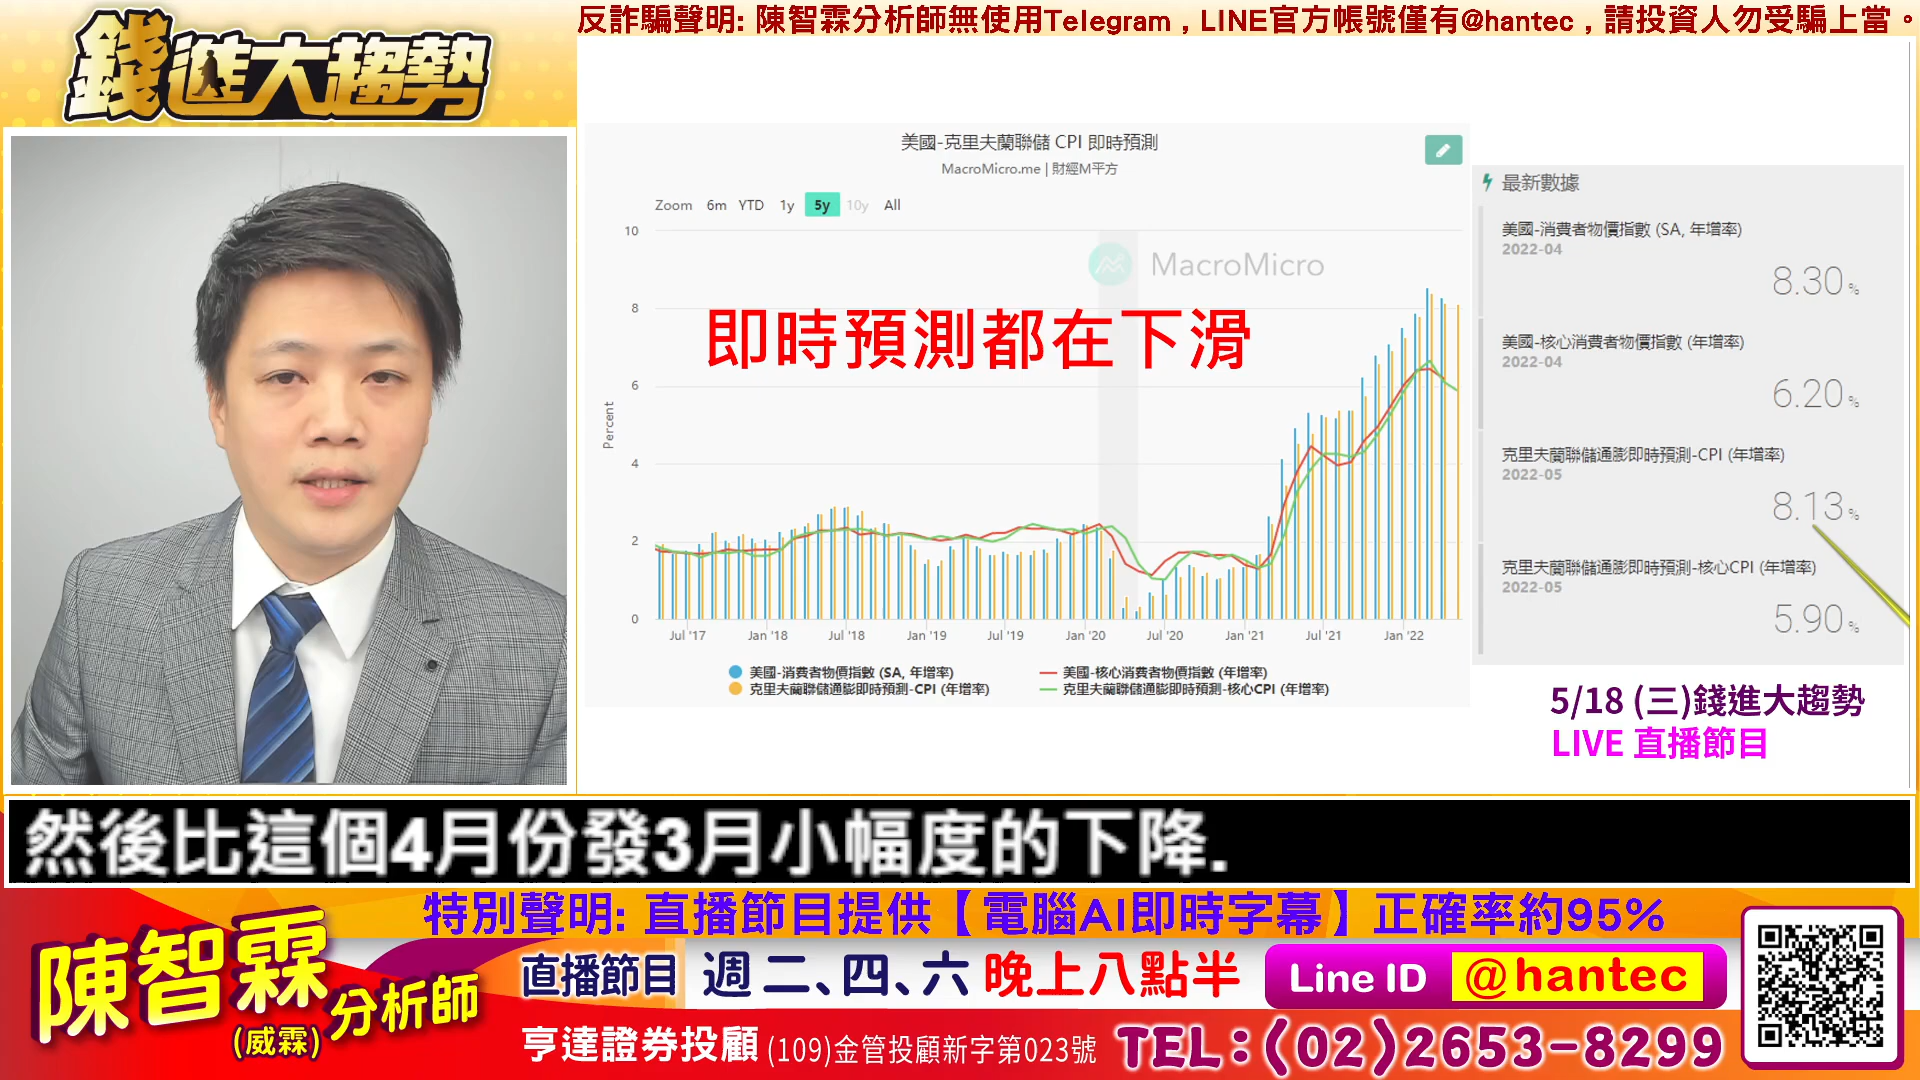 反詐騙聲明: 陳智霖分析師無使用Telegram , LINE官方帳號僅有@hantec , 請投資人勿受騙上當。
錢進大趨勢
美國-克里夫蘭聯儲 CPI 即時預測
MacroMicro.me | 財經M平方
Zoom 6m YTD 1y 5y 10y All
MacroMicro
即時預測都在下滑
Percent
10
8
6
4
2
0
Jul '17 Jan '18 Jul '18 Jan '19 Jul '19 Jan '20 Jul '20 Jan '21 Jul '21 Jan '22
美國-消費者物價指數 (SA, 年增率)
美國-核心消費者物價指數 (年增率)
克里夫蘭聯儲通膨即時預測-CPI (年增率)
克里夫蘭聯儲通膨即時預測-核心CPI (年增率)
最新數據
美國-消費者物價指數 (SA, 年增率)
2022-04
8.30 %
美國-核心消費者物價指數 (年增率)
2022-04
6.20 %
克里夫蘭聯儲通膨即時預測-CPI (年增率)
2022-05
8.13 %
克里夫蘭聯儲通膨即時預測-核心CPI (年增率)
2022-05
5.90 %
5/18 (三)錢進大趨勢
LIVE 直播節目
然後比這個4月份發3月小幅度的下降.
特別聲明: 直播節目提供【電腦AI即時字幕】正確率約95%
陳智霖分析師
(威霖)
直播節目 週二、四、六 晚上八點半
Line ID @hantec
亨達證券投顧 (109)金管投顧新字第023號 TEL:(02)2653-8299